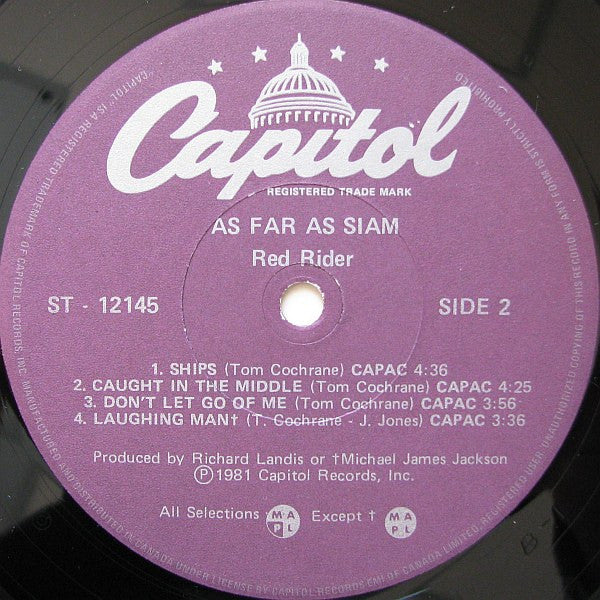 Capitol
REGISTERED TRADE MARK
AS FAR AS SIAM
Red Rider
ST - 12145
SIDE 2
1. SHIPS (Tom Cochrane) CAPAC 4:36
2. CAUGHT IN THE MIDDLE (Tom Cochrane) CAPAC 4:25
3. DON'T LET GO OF ME (Tom Cochrane) CAPAC 3:56
4. LAUGHING MAN† (T. Cochrane - J. Jones) CAPAC 3:36
Produced by Richard Landis or †Michael James Jackson
Ⓟ1981 Capitol Records, Inc.
All Selections M A P L Except † M A P L
"CAPITOL" IS A REGISTERED TRADEMARK OF CAPITOL RECORDS, INC. MANUFACTURED AND DISTRIBUTED IN CANADA UNDER LICENSE BY CAPITOL RECORDS-EMI OF CANADA LIMITED, REGISTERED USER. UNAUTHORIZED COPYING OF THIS RECORD IN ANY FORM IS STRICTLY PROHIBITED